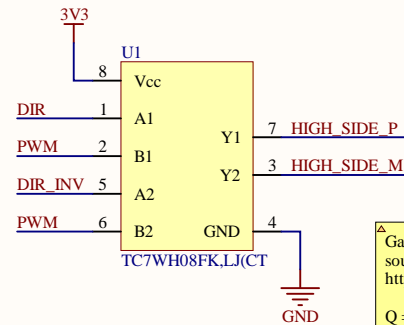 3V3
U1
8 Vcc
DIR 1 A1
Y1 7 HIGH_SIDE_P
PWM 2 B1
Y2 3 HIGH_SIDE_M
DIR_INV 5 A2
PWM 6 B2 GND 4
TC7WH08FK,LJ(CT
GND
Ga
sou
htt
Q =